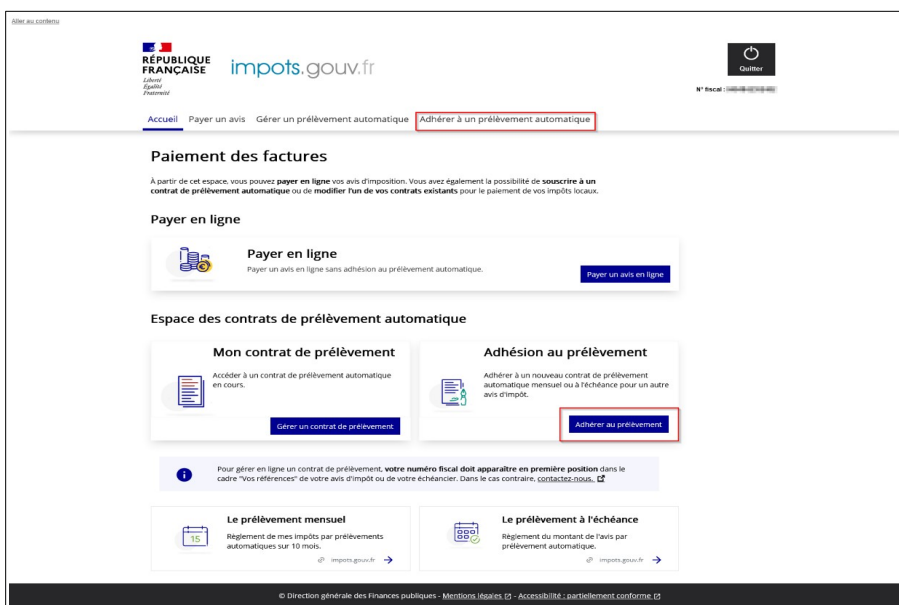 Aller au contenu
RÉPUBLIQUE
FRANÇAISE
Liberté
Égalité
Fraternité
impots.gouv.fr
Quitter
N° fiscal :
Accueil Payer un avis Gérer un prélèvement automatique Adhérer à un prélèvement automatique
Paiement des factures
À partir de cet espace, vous pouvez payer en ligne vos avis d'imposition. Vous avez également la possibilité de souscrire à un
contrat de prélèvement automatique ou de modifier l'un de vos contrats existants pour le paiement de vos impôts locaux.
Payer en ligne
Payer en ligne
Payer un avis en ligne sans adhésion au prélèvement automatique.
Payer un avis en ligne
Espace des contrats de prélèvement automatique
Mon contrat de prélèvement
Accéder à un contrat de prélèvement automatique
en cours.
Gérer un contrat de prélèvement
Adhésion au prélèvement
Adhérer à un nouveau contrat de prélèvement
automatique mensuel ou à l'échéance pour un autre
avis d'impôt.
Adhérer au prélèvement
Pour gérer en ligne un contrat de prélèvement, votre numéro fiscal doit apparaître en première position dans le
cadre "Vos références" de votre avis d'impôt ou de votre échéancier. Dans le cas contraire, contactez-nous.
15
Le prélèvement mensuel
Règlement de mes impôts par prélèvements
automatiques sur 10 mois.
impots.gouv.fr
Le prélèvement à l'échéance
Règlement du montant de l'avis par
prélèvement automatique.
impots.gouv.fr
© Direction générale des Finances publiques - Mentions légales - Accessibilité : partiellement conforme